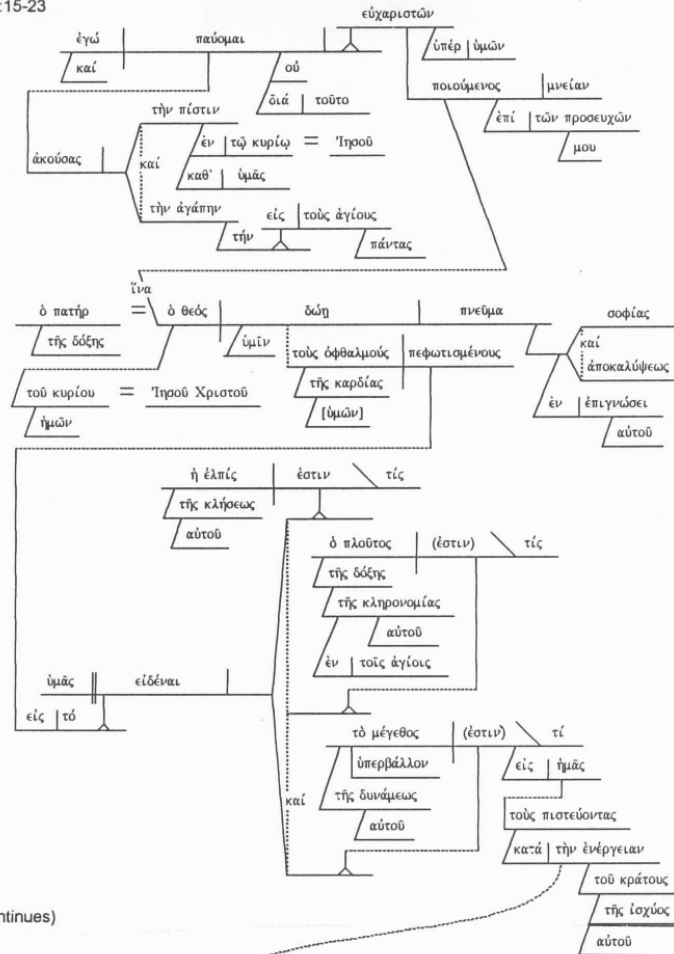 :15-23
εὐχαριστῶν
ἐγώ παύομαι
ὑπέρ ὑμῶν
καί οὐ
ποιούμενος μνείαν
διά τοῦτο
τὴν πίστιν ἐπί τῶν προσευχῶν
ἐν τῷ κυρίῳ = Ἰησοῦ μου
ἀκούσας καί
καθ' ὑμᾶς
τὴν ἀγάπην εἰς τοὺς ἁγίους
τήν πάντας
ἵνα
ὁ πατήρ = ὁ θεός δώῃ πνεῦμα σοφίας
τῆς δόξης ὑμῖν καί
τοὺς ὀφθαλμούς πεφωτισμένους
ἀποκαλύψεως
τῆς καρδίας
τοῦ κυρίου = Ἰησοῦ Χριστοῦ ἐν ἐπιγνώσει
[ὑμῶν]
ἡμῶν αὐτοῦ
ἡ ἐλπίς ἐστιν τίς
τῆς κλήσεως
αὐτοῦ
ὁ πλοῦτος (ἐστιν) τίς
τῆς δόξης
τῆς κληρονομίας
αὐτοῦ
ἐν τοῖς ἁγίοις
ὑμᾶς εἰδέναι
εἰς τό
τὸ μέγεθος (ἐστιν) τί
ὑπερβάλλον εἰς ἡμᾶς
τῆς δυνάμεως
καί τοὺς πιστεύοντας
αὐτοῦ
κατά τὴν ἐνέργειαν
τοῦ κράτους
τῆς ἰσχύος
ntinues)
αὐτοῦ